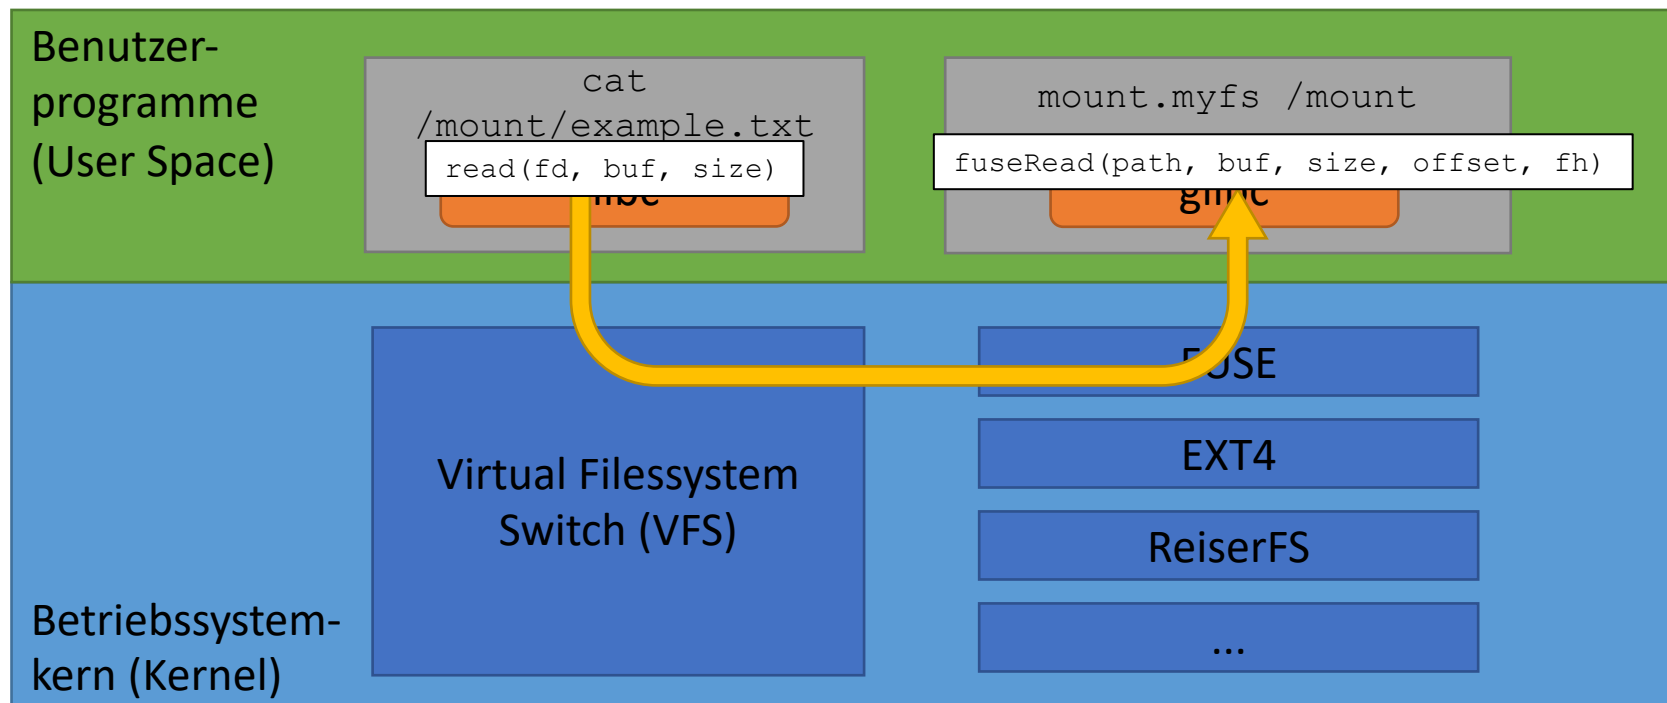 Benutzer-
programme
(User Space)
cat
/mount/example.txt
read(fd, buf, size)
mount.myfs /mount
fuseRead(path, buf, size, offset, fh)
Virtual Filessystem
Switch (VFS)
FUSE
EXT4
ReiserFS
...
Betriebssystem-
kern (Kernel)